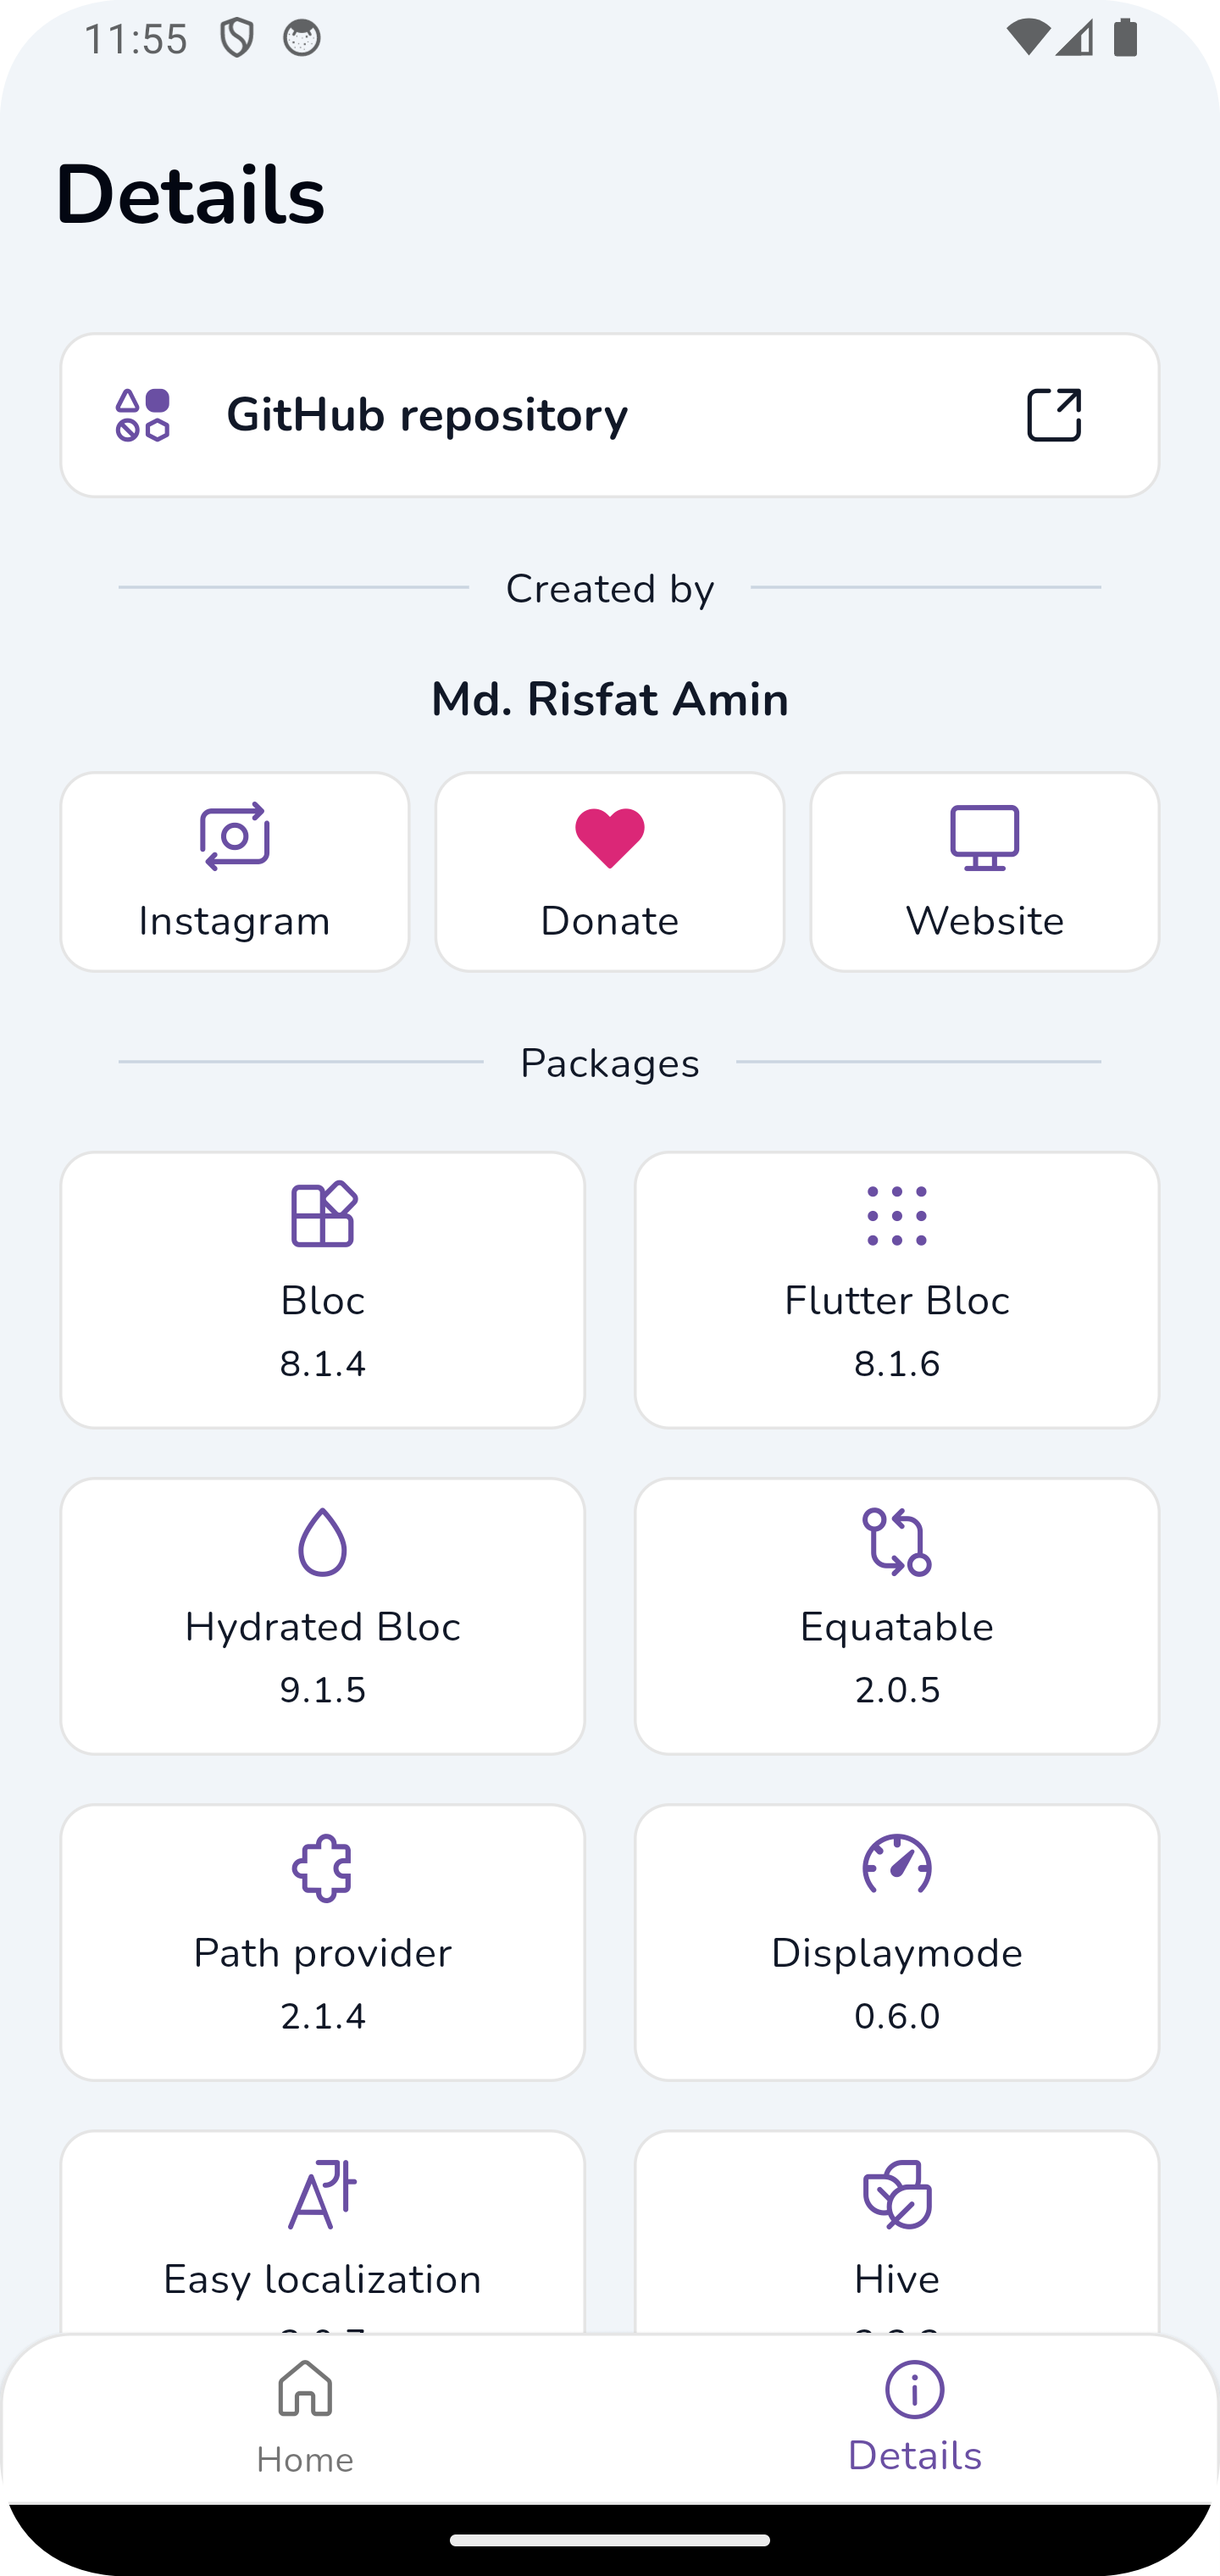 11:55
Details
GitHub repository
Created by
Md. Risfat Amin
Instagram
Donate
Website
Packages
Bloc
8.1.4
Flutter Bloc
8.1.6
Hydrated Bloc
9.1.5
Equatable
2.0.5
Path provider
2.1.4
Displaymode
0.6.0
Easy localization
Hive
Home
Details